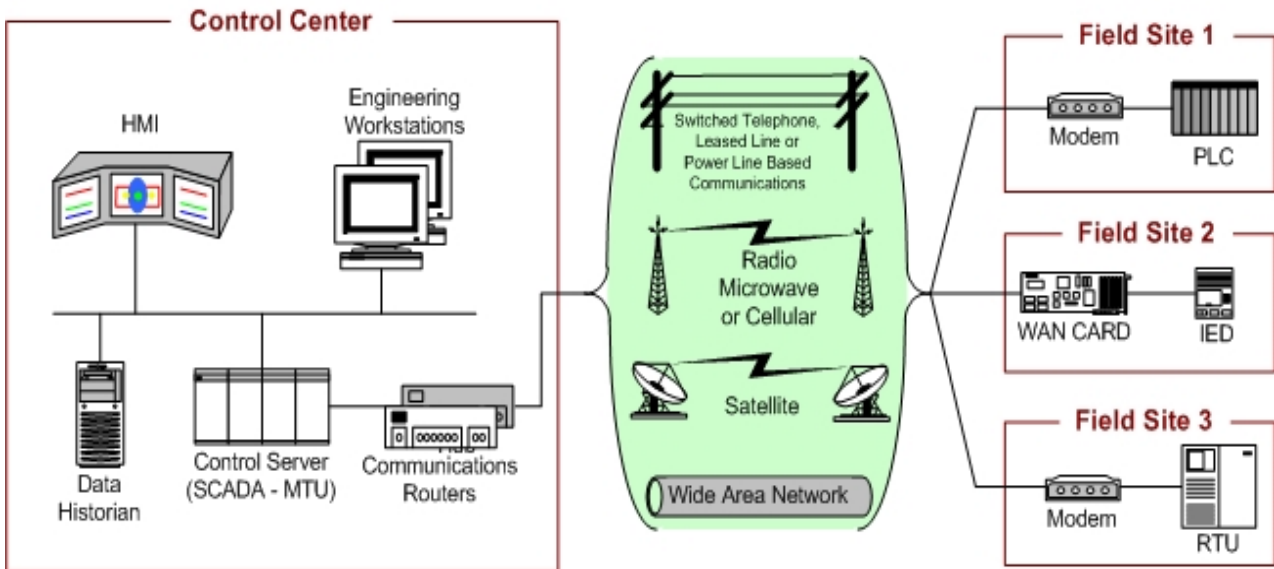 Control Center
HMI
Engineering
Workstations
Data
Historian
Control Server
(SCADA - MTU)
Communications
Routers
Switched Telephone,
Leased Line or
Power Line Based
Communications
Radio
Microwave
or Cellular
Satellite
Wide Area Network
Field Site 1
Modem
PLC
Field Site 2
WAN CARD
IED
Field Site 3
Modem
RTU